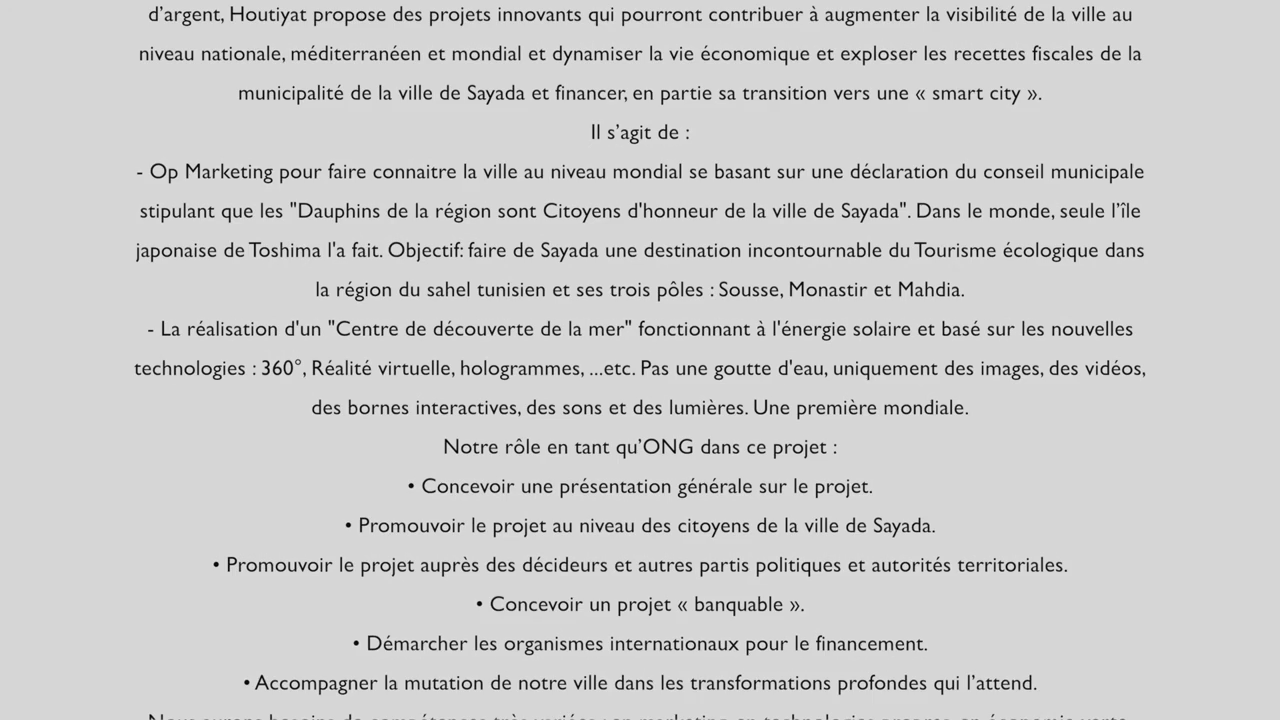 d’argent, Houtiyat propose des projets innovants qui pourront contribuer à augmenter la visibilité de la ville au
niveau nationale, méditerranéen et mondial et dynamiser la vie économique et exploser les recettes fiscales de la
municipalité de la ville de Sayada et financer, en partie sa transition vers une « smart city ».
Il s’agit de :
- Op Marketing pour faire connaitre la ville au niveau mondial se basant sur une déclaration du conseil municipale
stipulant que les "Dauphins de la région sont Citoyens d'honneur de la ville de Sayada". Dans le monde, seule l’île
japonaise de Toshima l'a fait. Objectif: faire de Sayada une destination incontournable du Tourisme écologique dans
la région du sahel tunisien et ses trois pôles : Sousse, Monastir et Mahdia.
- La réalisation d'un "Centre de découverte de la mer" fonctionnant à l'énergie solaire et basé sur les nouvelles
technologies : 360°, Réalité virtuelle, hologrammes, ...etc. Pas une goutte d'eau, uniquement des images, des vidéos,
des bornes interactives, des sons et des lumières. Une première mondiale.
Notre rôle en tant qu’ONG dans ce projet :
• Concevoir une présentation générale sur le projet.
• Promouvoir le projet au niveau des citoyens de la ville de Sayada.
• Promouvoir le projet auprès des décideurs et autres partis politiques et autorités territoriales.
• Concevoir un projet « banquable ».
• Démarcher les organismes internationaux pour le financement.
• Accompagner la mutation de notre ville dans les transformations profondes qui l’attend.